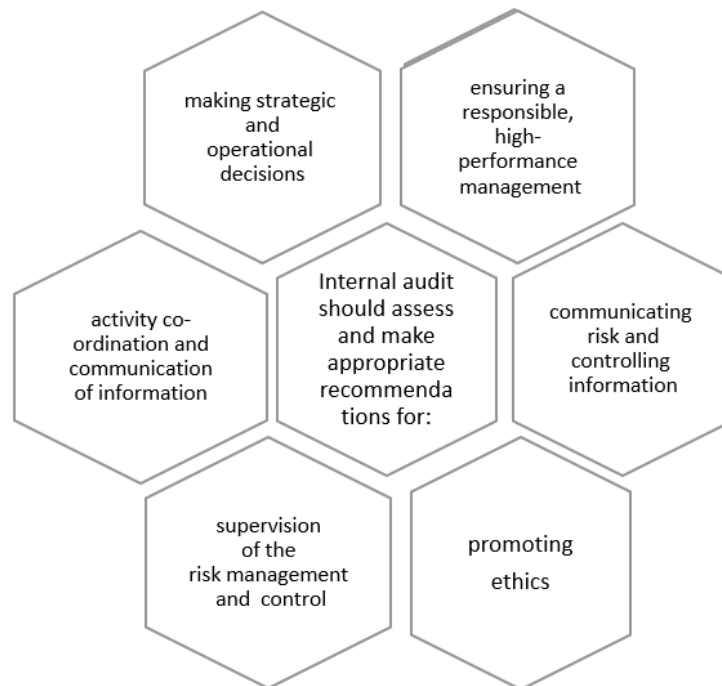 making strategic
and
operational
decisions
ensuring a
responsible,
high-
performance
management
activity co-
ordination and
communication
of information
Internal audit
should assess
and make
appropriate
recommenda
tions for:
communicating
risk and
controlling
information
supervision
of the
risk management
and control
promoting
ethics